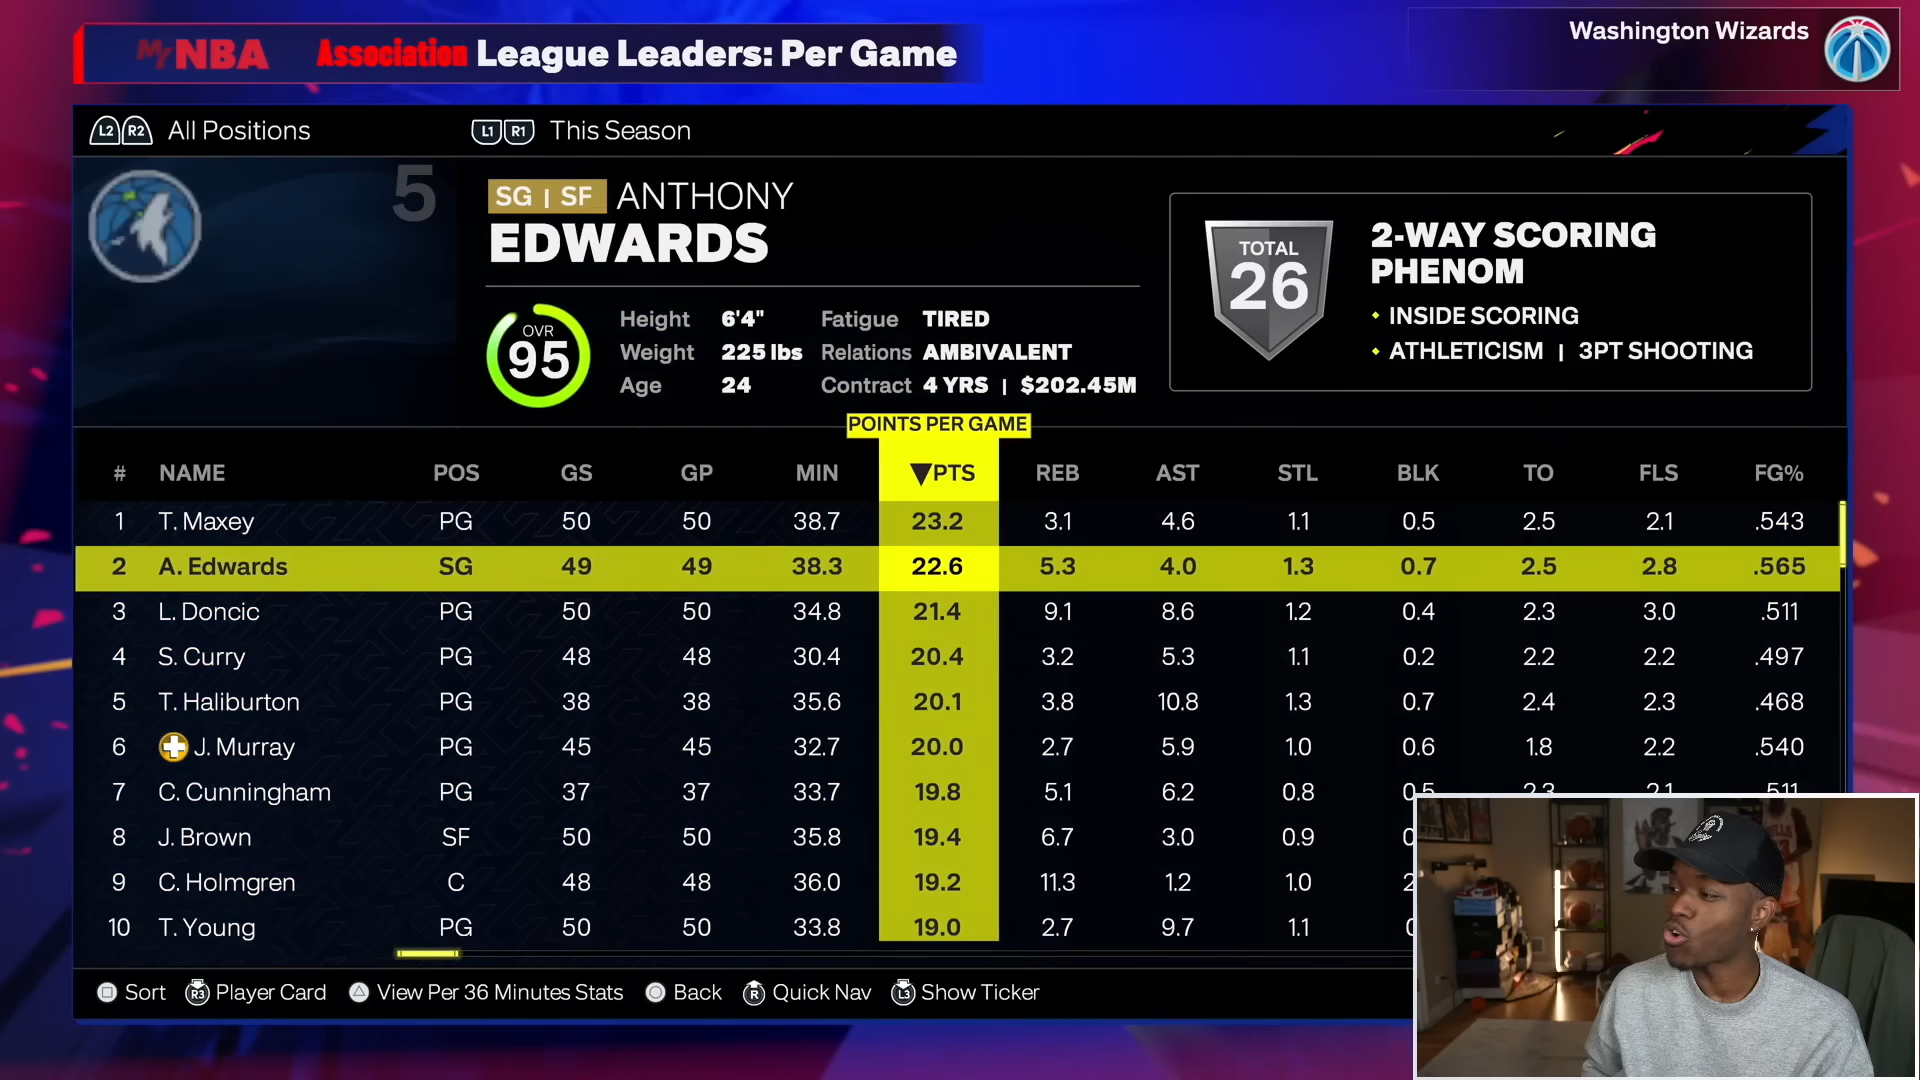 MyNBA Association League Leaders: Per Game
Washington Wizards
L2 R2 All Positions L1 R1 This Season
5
SG | SF ANTHONY
EDWARDS
OVR
95
Height 6'4" Fatigue TIRED
Weight 225 lbs Relations AMBIVALENT
Age 24 Contract 4 YRS | $202.45M
TOTAL
26
2-WAY SCORING
PHENOM
INSIDE SCORING
ATHLETICISM | 3PT SHOOTING
POINTS PER GAME
# NAME POS GS GP MIN ▼PTS REB AST STL BLK TO FLS FG%
1 T. Maxey PG 50 50 38.7 23.2 3.1 4.6 1.1 0.5 2.5 2.1 .543
2 A. Edwards SG 49 49 38.3 22.6 5.3 4.0 1.3 0.7 2.5 2.8 .565
3 L. Doncic PG 50 50 34.8 21.4 9.1 8.6 1.2 0.4 2.3 3.0 .511
4 S. Curry PG 48 48 30.4 20.4 3.2 5.3 1.1 0.2 2.2 2.2 .497
5 T. Haliburton PG 38 38 35.6 20.1 3.8 10.8 1.3 0.7 2.4 2.3 .468
6 J. Murray PG 45 45 32.7 20.0 2.7 5.9 1.0 0.6 1.8 2.2 .540
7 C. Cunningham PG 37 37 33.7 19.8 5.1 6.2 0.8 0.5 2.3 2.1 .511
8 J. Brown SF 50 50 35.8 19.4 6.7 3.0 0.9
9 C. Holmgren C 48 48 36.0 19.2 11.3 1.2 1.0
10 T. Young PG 50 50 33.8 19.0 2.7 9.7 1.1
Sort R3 Player Card View Per 36 Minutes Stats Back R Quick Nav L3 Show Ticker